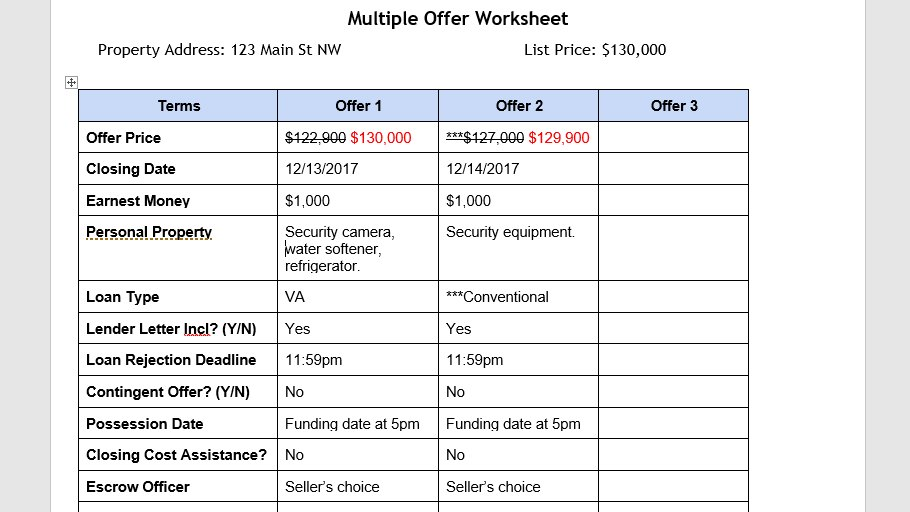 Multiple Offer Worksheet
Property Address: 123 Main St NW List Price: $130,000
Terms Offer 1 Offer 2 Offer 3
Offer Price $122,900 $130,000 ***$127,000 $129,900
Closing Date 12/13/2017 12/14/2017
Earnest Money $1,000 $1,000
Personal Property Security camera, Security equipment.
water softener,
refrigerator.
Loan Type VA ***Conventional
Lender Letter Incl? (Y/N) Yes Yes
Loan Rejection Deadline 11:59pm 11:59pm
Contingent Offer? (Y/N) No No
Possession Date Funding date at 5pm Funding date at 5pm
Closing Cost Assistance? No No
Escrow Officer Seller’s choice Seller’s choice